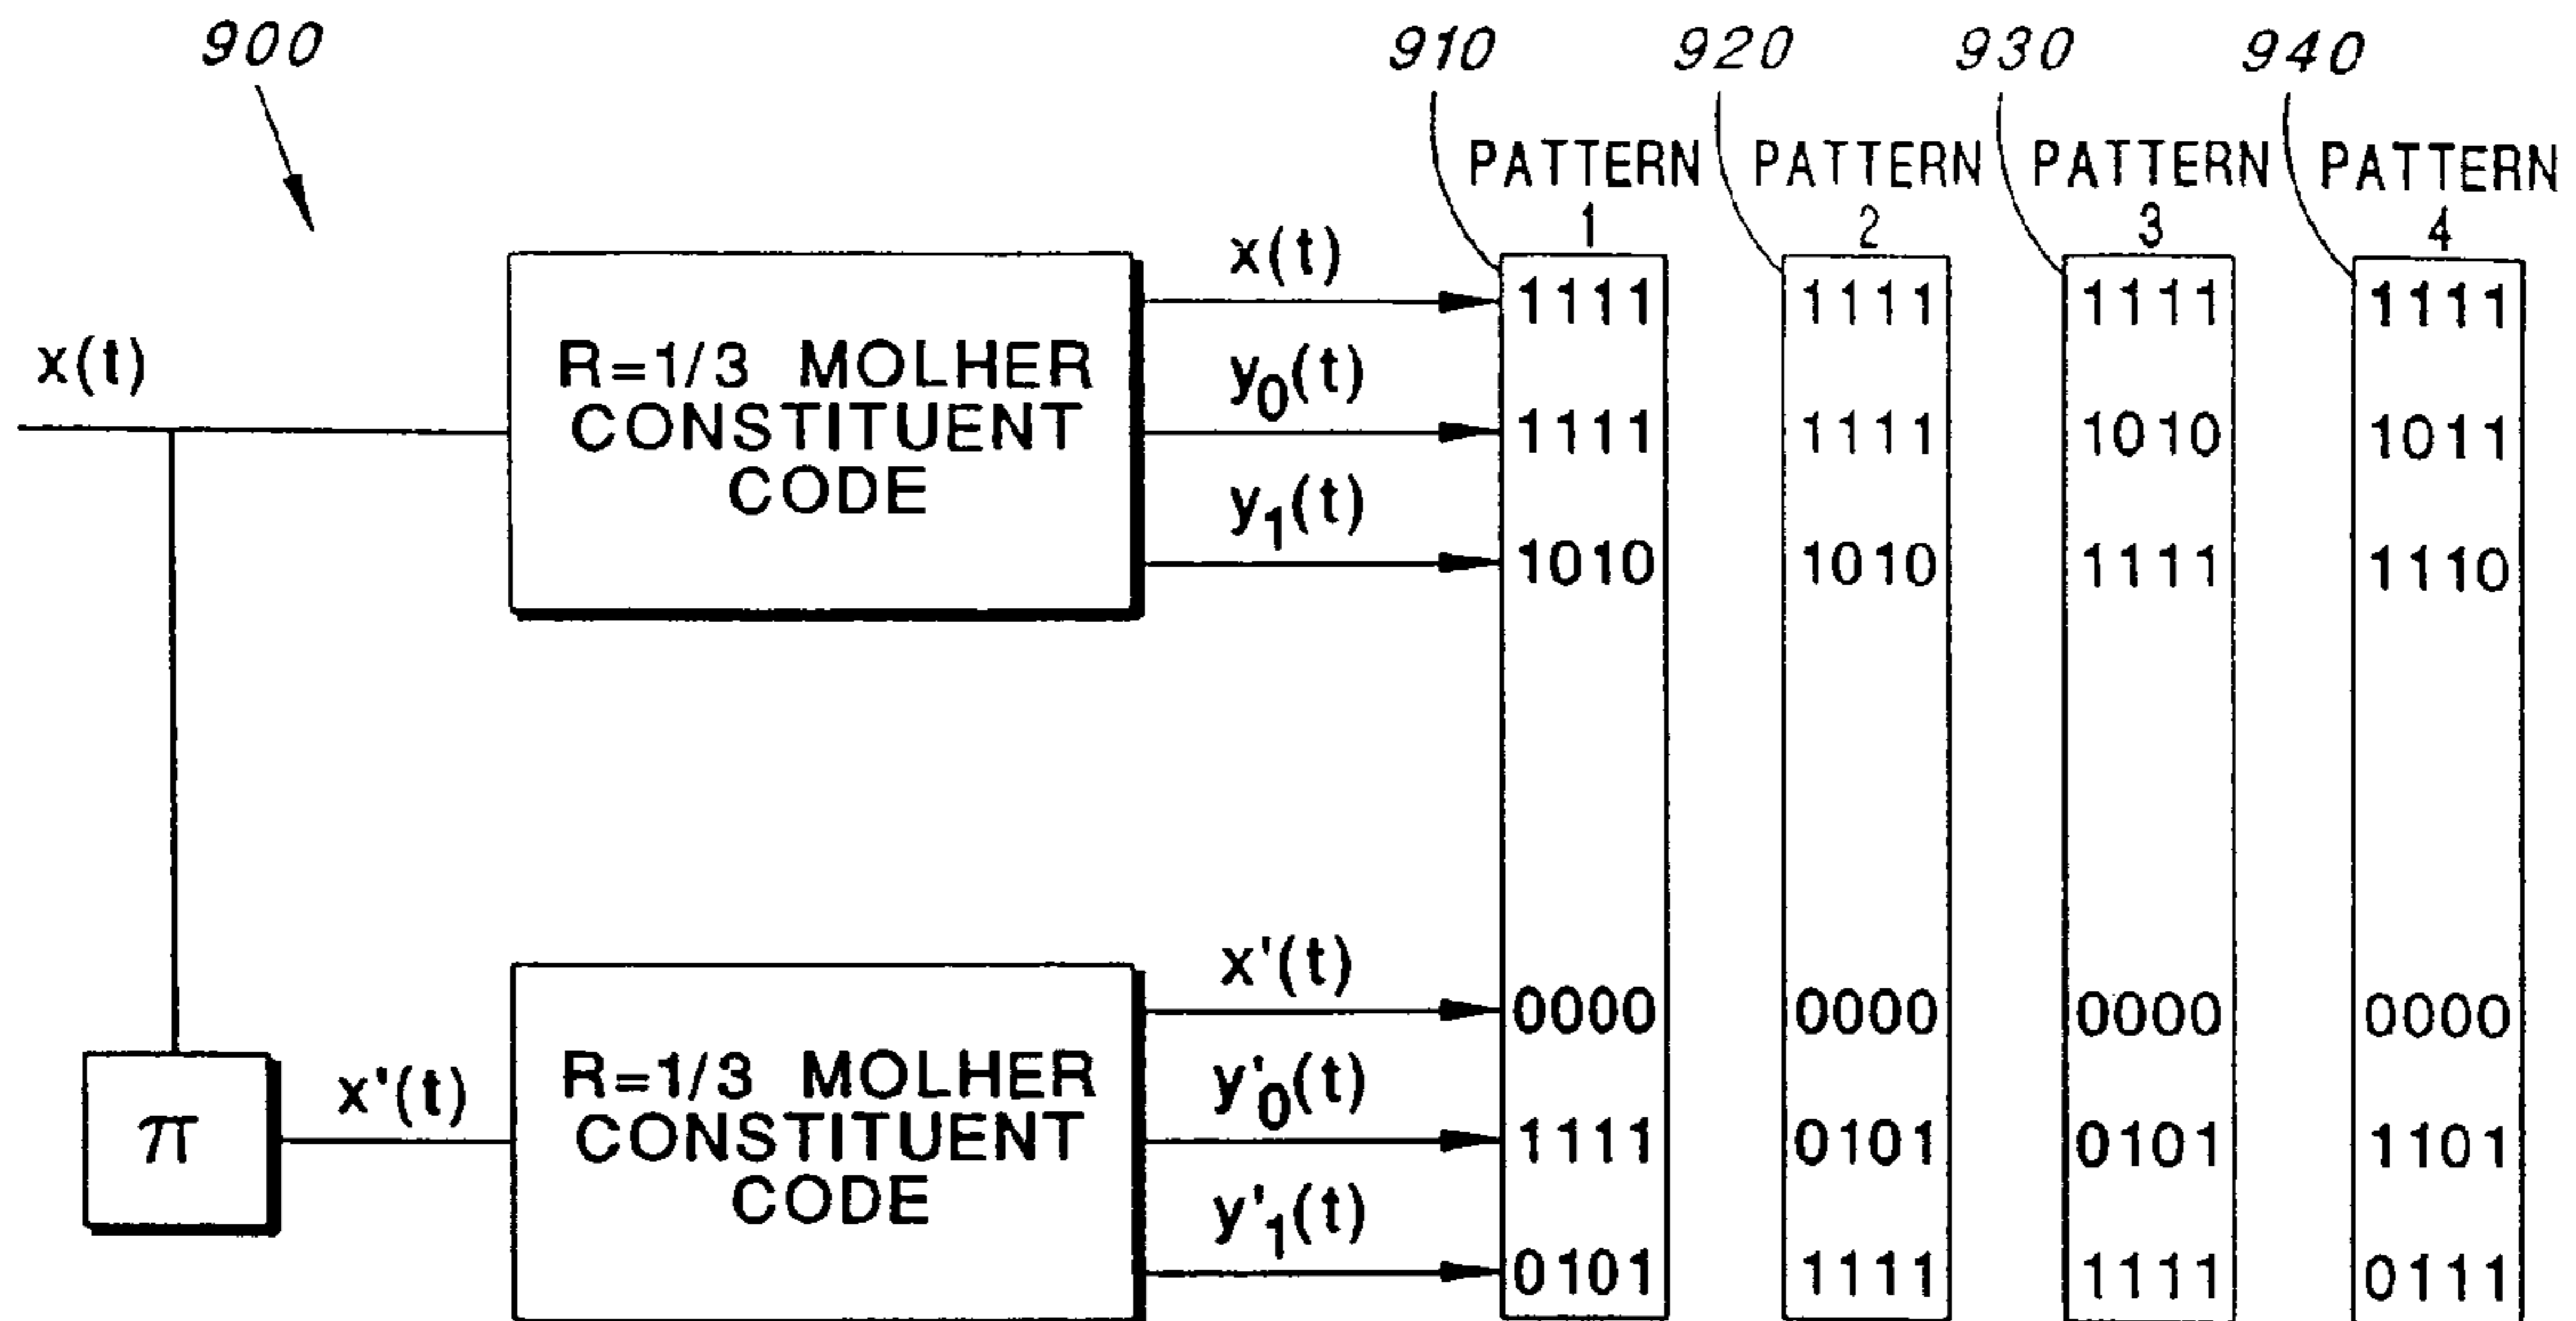 900
910 920 930 940
PATTERN 1
PATTERN 2
PATTERN 3
PATTERN 4
x(t)
R=1/3 MOLHER
CONSTITUENT
CODE
x(t) 1111 1111 1111 1111
y0(t) 1111 1111 1010 1011
y1(t) 1010 1010 1111 1110
π
x'(t)
R=1/3 MOLHER
CONSTITUENT
CODE
x'(t) 0000 0000 0000 0000
y'0(t) 1111 0101 0101 1101
y'1(t) 0101 1111 1111 0111